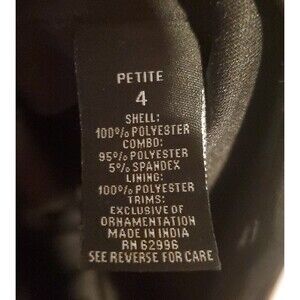 PETITE
4
SHELL:
100% POLYESTER
COMBO:
95% POLYESTER
5% SPANDEX
LINING:
100% POLYESTER
TRIMS:
EXCLUSIVE OF
ORNAMENTATION
MADE IN INDIA
RN 62996
SEE REVERSE FOR CARE